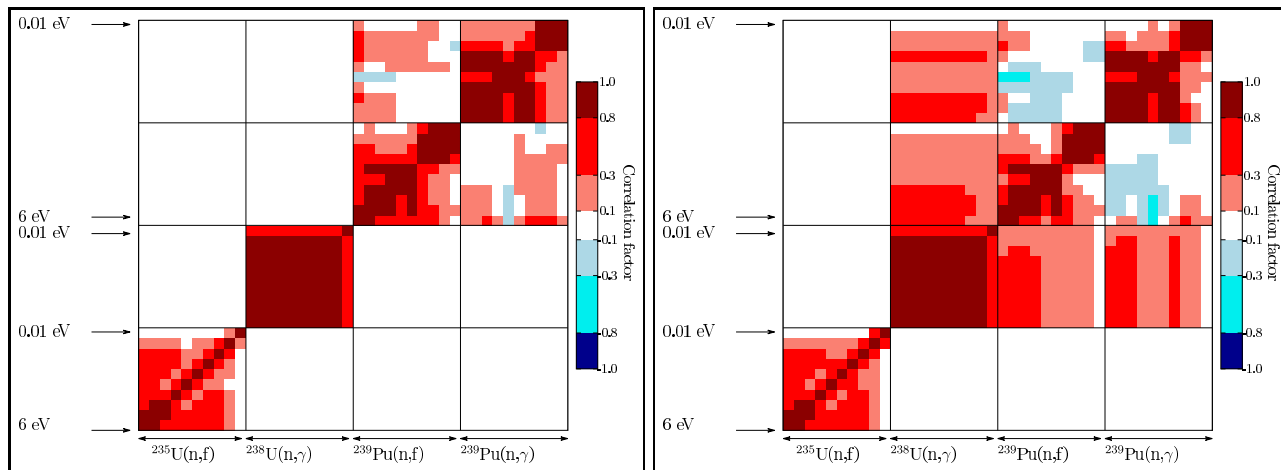 0.01 eV
6 eV
0.01 eV
0.01 eV
6 eV
²³⁵U(n,f)
²³⁸U(n,γ)
²³⁹Pu(n,f)
²³⁹Pu(n,γ)
1.0
0.8
0.3
0.1
-0.1
-0.3
-0.8
-1.0
Correlation factor
0.01 eV
6 eV
0.01 eV
0.01 eV
6 eV
²³⁵U(n,f)
²³⁸U(n,γ)
²³⁹Pu(n,f)
²³⁹Pu(n,γ)
1.0
0.8
0.3
0.1
-0.1
-0.3
-0.8
-1.0
Correlation factor